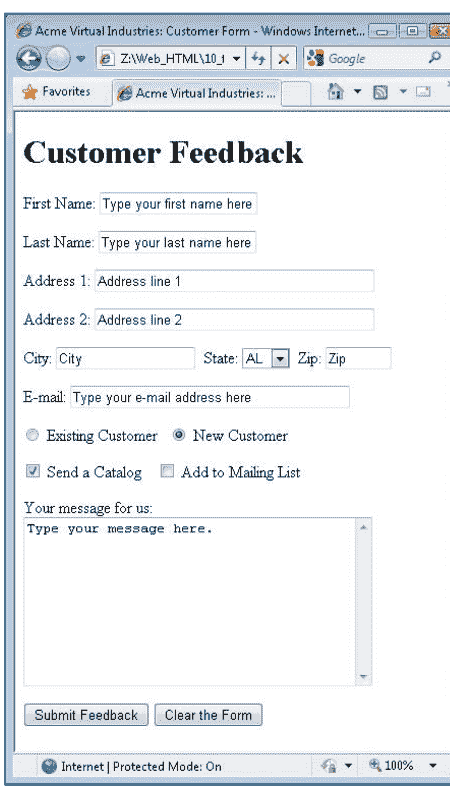 Acme Virtual Industries: Customer Form - Windows Internet...
Z:\Web_HTML\10_ Google
Favorites Acme Virtual Industries: ...
Customer Feedback
First Name: Type your first name here
Last Name: Type your last name here
Address 1: Address line 1
Address 2: Address line 2
City: City State: AL Zip: Zip
E-mail: Type your e-mail address here
Existing Customer New Customer
Send a Catalog Add to Mailing List
Your message for us:
Type your message here.
Submit Feedback Clear the Form
Internet | Protected Mode: On 100%